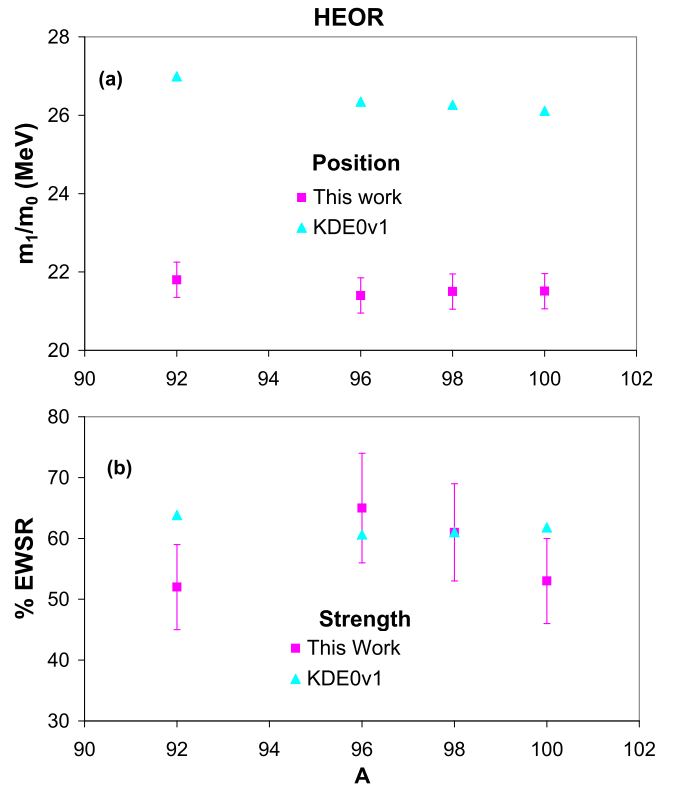 HEOR
28
26
24
22
20
m1/m0 (MeV)
(a)
Position
This work
KDE0v1
90 92 94 96 98 100 102
80
70
60
50
40
30
% EWSR
(b)
Strength
This Work
KDE0v1
90 92 94 96 98 100 102
A